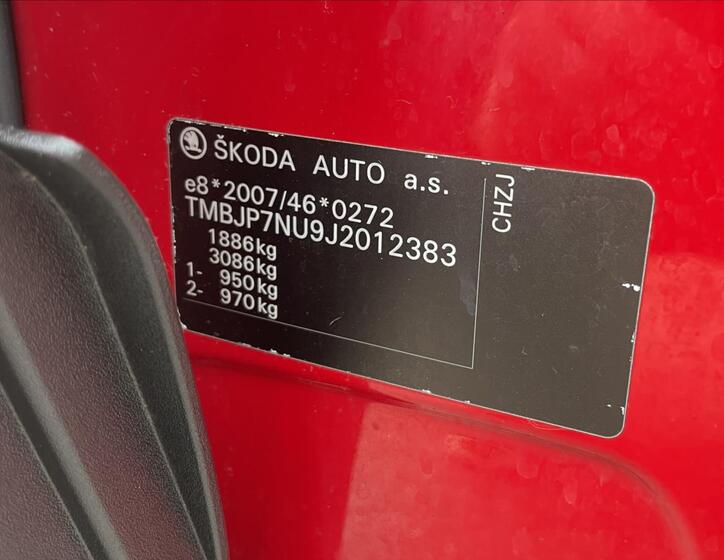 ŠKODA AUTO a.s.
e8*2007/46*0272
TMBJP7NU9J2012383
1886kg
3086kg
1- 950kg
2- 970kg
CHZJ